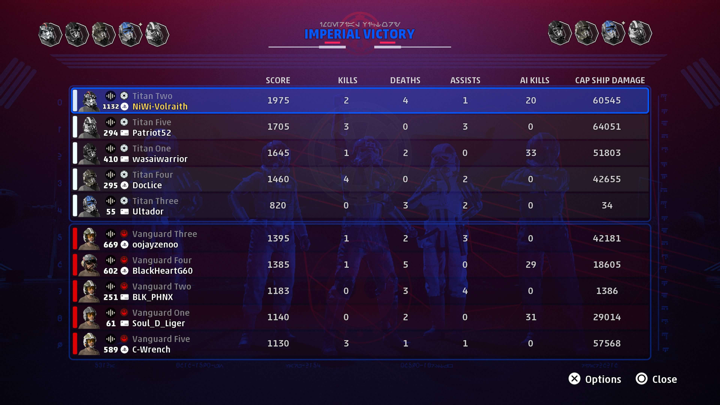 IMPERIAL VICTORY
SCORE KILLS DEATHS ASSISTS AI KILLS CAP SHIP DAMAGE
Titan Two
1132 NiWi-Volraith 1975 2 4 1 20 60545
Titan Five
294 Patriot52 1705 3 0 3 0 64051
Titan One
410 wasaiwarrior 1645 1 2 0 33 51803
Titan Four
295 DocLice 1460 4 0 2 0 42655
Titan Three
55 Ultador 820 0 3 2 0 34
Vanguard Three
669 oojayzenoo 1395 1 2 3 0 42181
Vanguard Four
602 BlackHeartG60 1385 1 5 0 29 18605
Vanguard Two
251 BLK_PHNX 1183 0 3 4 0 1386
Vanguard One
61 Soul_D_Liger 1140 0 2 0 31 29014
Vanguard Five
589 C-Wrench 1130 3 1 1 0 57568
Options Close